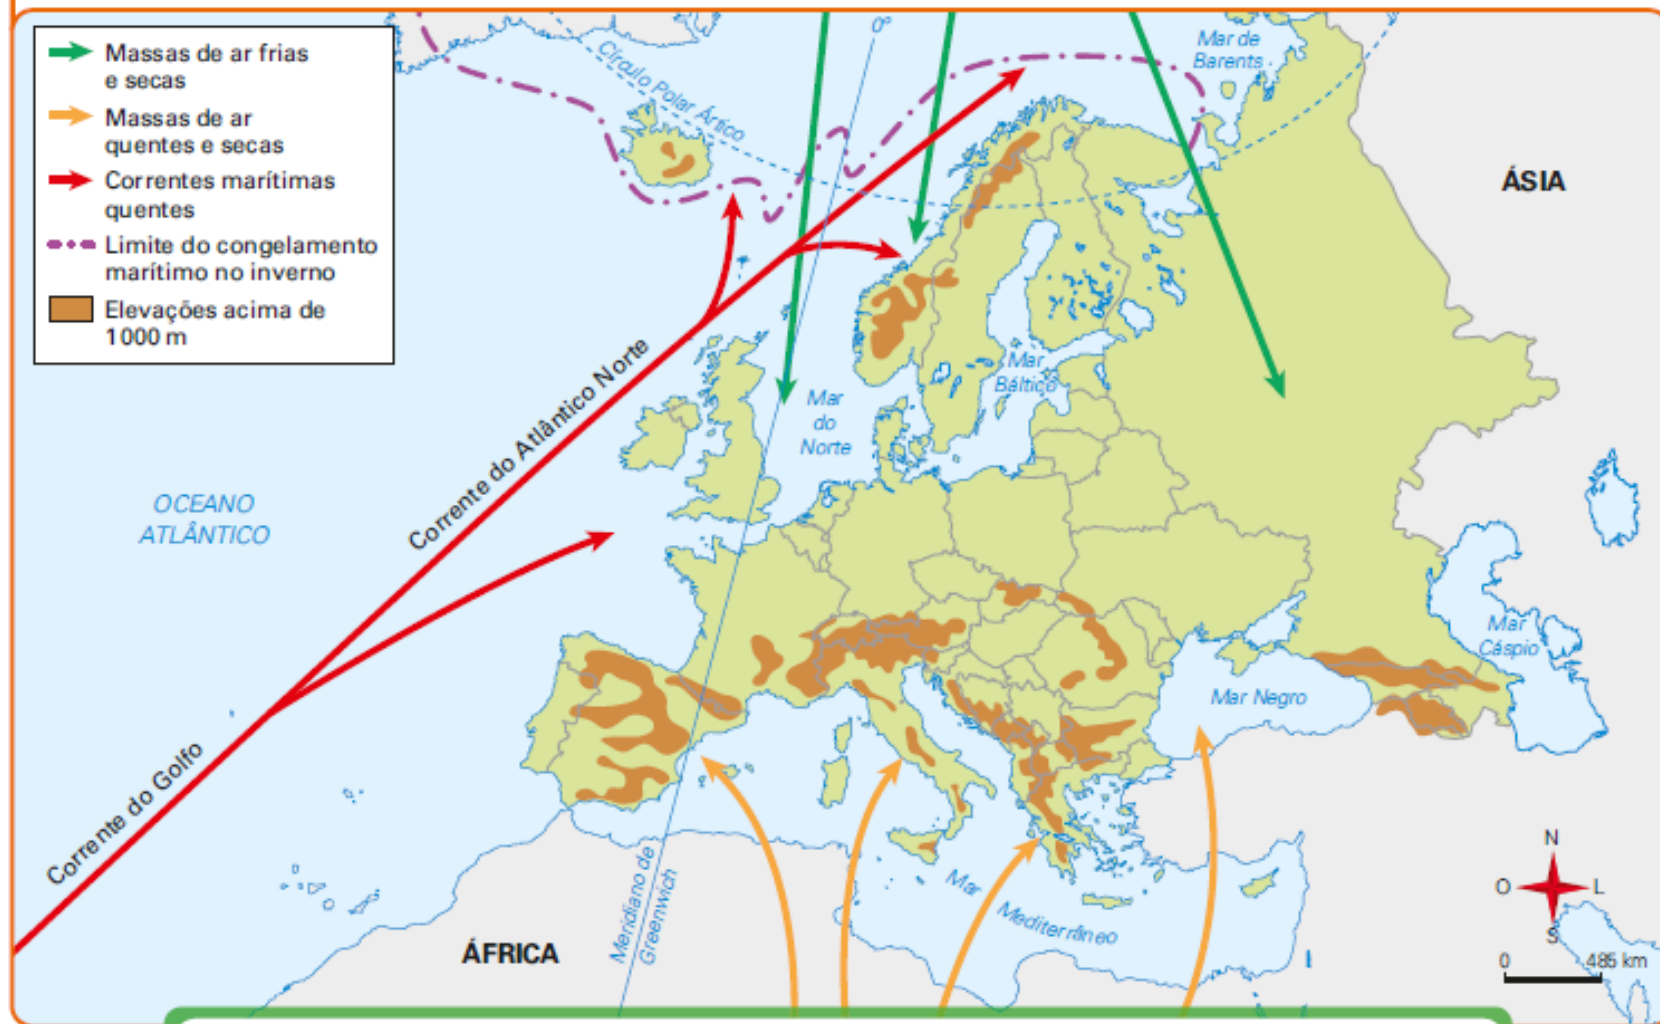 Massas de ar frias
e secas
Massas de ar
quentes e secas
Correntes marítimas
quentes
Limite do congelamento
marítimo no inverno
Elevações acima de
1000 m
0°
Círculo Polar Ártico
Mar de
Barents
ÁSIA
Corrente do Atlântico Norte
Mar
Báltico
Mar
do
Norte
OCEANO
ATLÂNTICO
Mar
Cáspio
Mar Negro
Corrente do Golfo
Meridiano de
Greenwich
Mar
Mediterrâneo
ÁFRICA
N
O
L
S
0
485 km